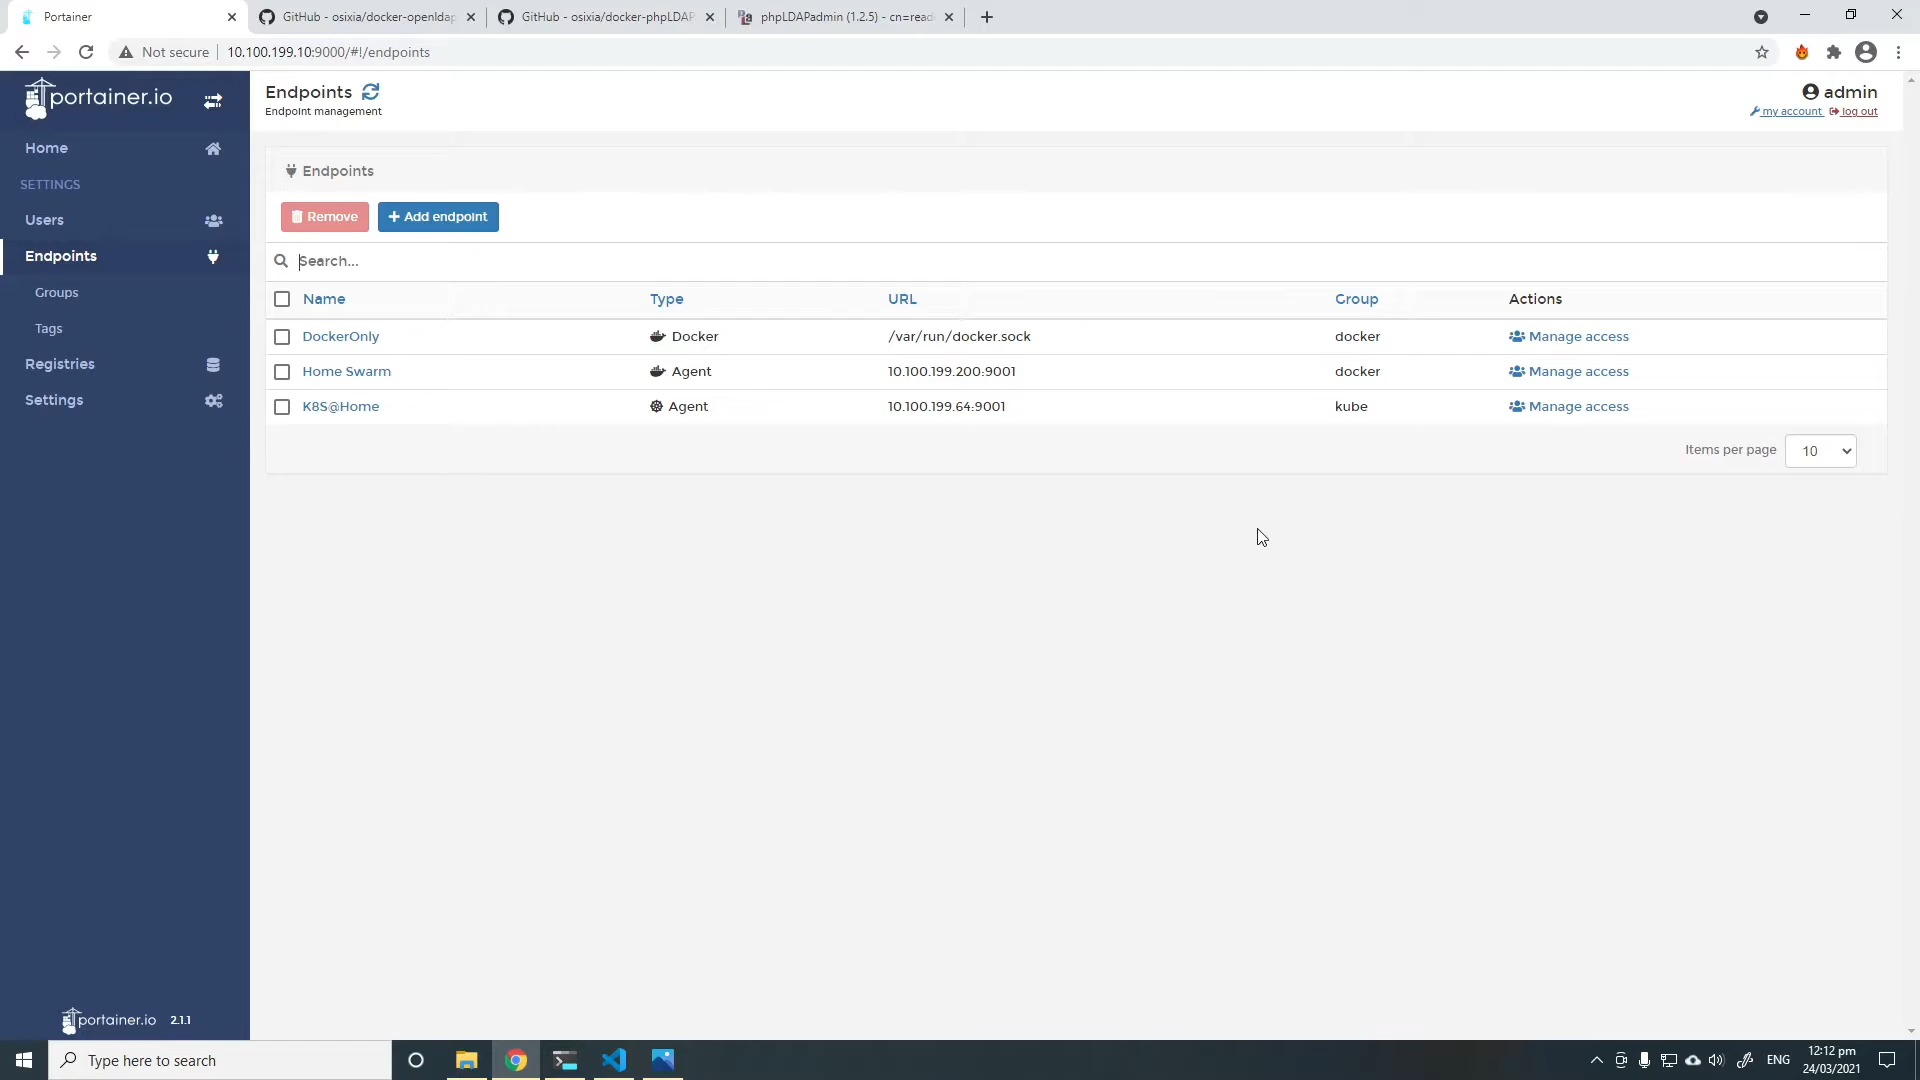 Portainer
GitHub - osixia/docker-openldap
GitHub - osixia/docker-phpLDAP
phpLDAPadmin (1.2.5) - cn=read
Not secure
10.100.199.10:9000/#!/endpoints
portainer.io
Home
SETTINGS
Users
Endpoints
Groups
Tags
Registries
Settings
portainer.io 2.1.1
Endpoints
Endpoint management
admin
my account log out
Endpoints
Remove
Add endpoint
Search...
Name Type URL Group Actions
DockerOnly Docker /var/run/docker.sock docker Manage access
Home Swarm Agent 10.100.199.200:9001 docker Manage access
K8S@Home Agent 10.100.199.64:9001 kube Manage access
Items per page 10
Type here to search
ENG
12:12 pm
24/03/2021